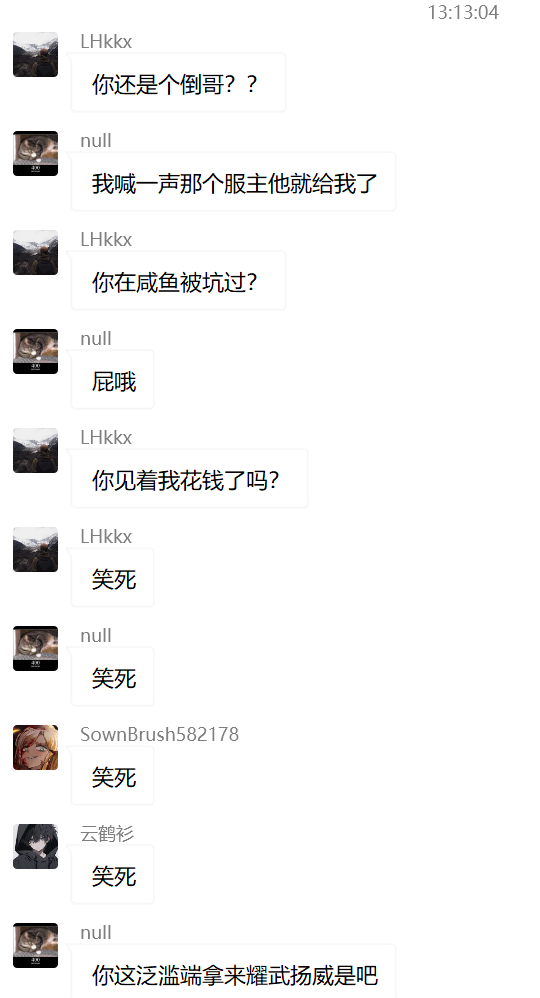 13:13:04
LHkkx
你还是个倒哥？？
null
我喊一声那个服主他就给我了
LHkkx
你在咸鱼被坑过？
null
屁哦
LHkkx
你见着我花钱了吗？
LHkkx
笑死
null
笑死
SownBrush582178
笑死
云鹤衫
笑死
null
你这泛滥端拿来耀武扬威是吧